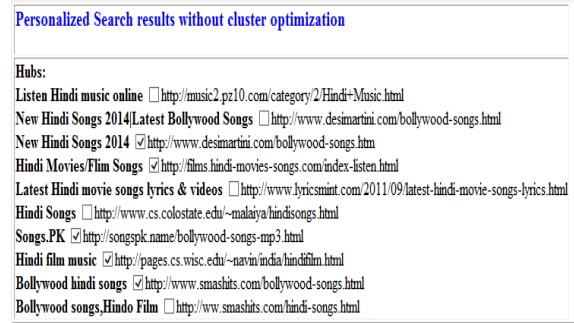 Personalized Search results without cluster optimization
Hubs:
Listen Hindi music online http://music2.pz10.com/category/2/Hindi+Music.html
New Hindi Songs 2014|Latest Bollywood Songs http://www.desimartini.com/bollywood-songs.html
New Hindi Songs 2014 http://www.desimartini.com/bollywood-songs.htm
Hindi Movies/Flim Songs http://films.hindi-movies-songs.com/index-listen.html
Latest Hindi movie songs lyrics & videos http://www.lyricsmint.com/2011/09/latest-hindi-movie-songs-lyrics.html
Hindi Songs http://www.cs.colostate.edu/~malaiya/hindisongs.html
Songs.PK http://songspk.name/bollywood-songs-mp3.html
Hindi film music http://pages.cs.wisc.edu/~navin/india/hindifilm.html
Bollywood hindi songs http://www.smashits.com/bollywood-songs.html
Bollywood songs,Hindo Film http://ww.smashits.com/hindi-songs.html